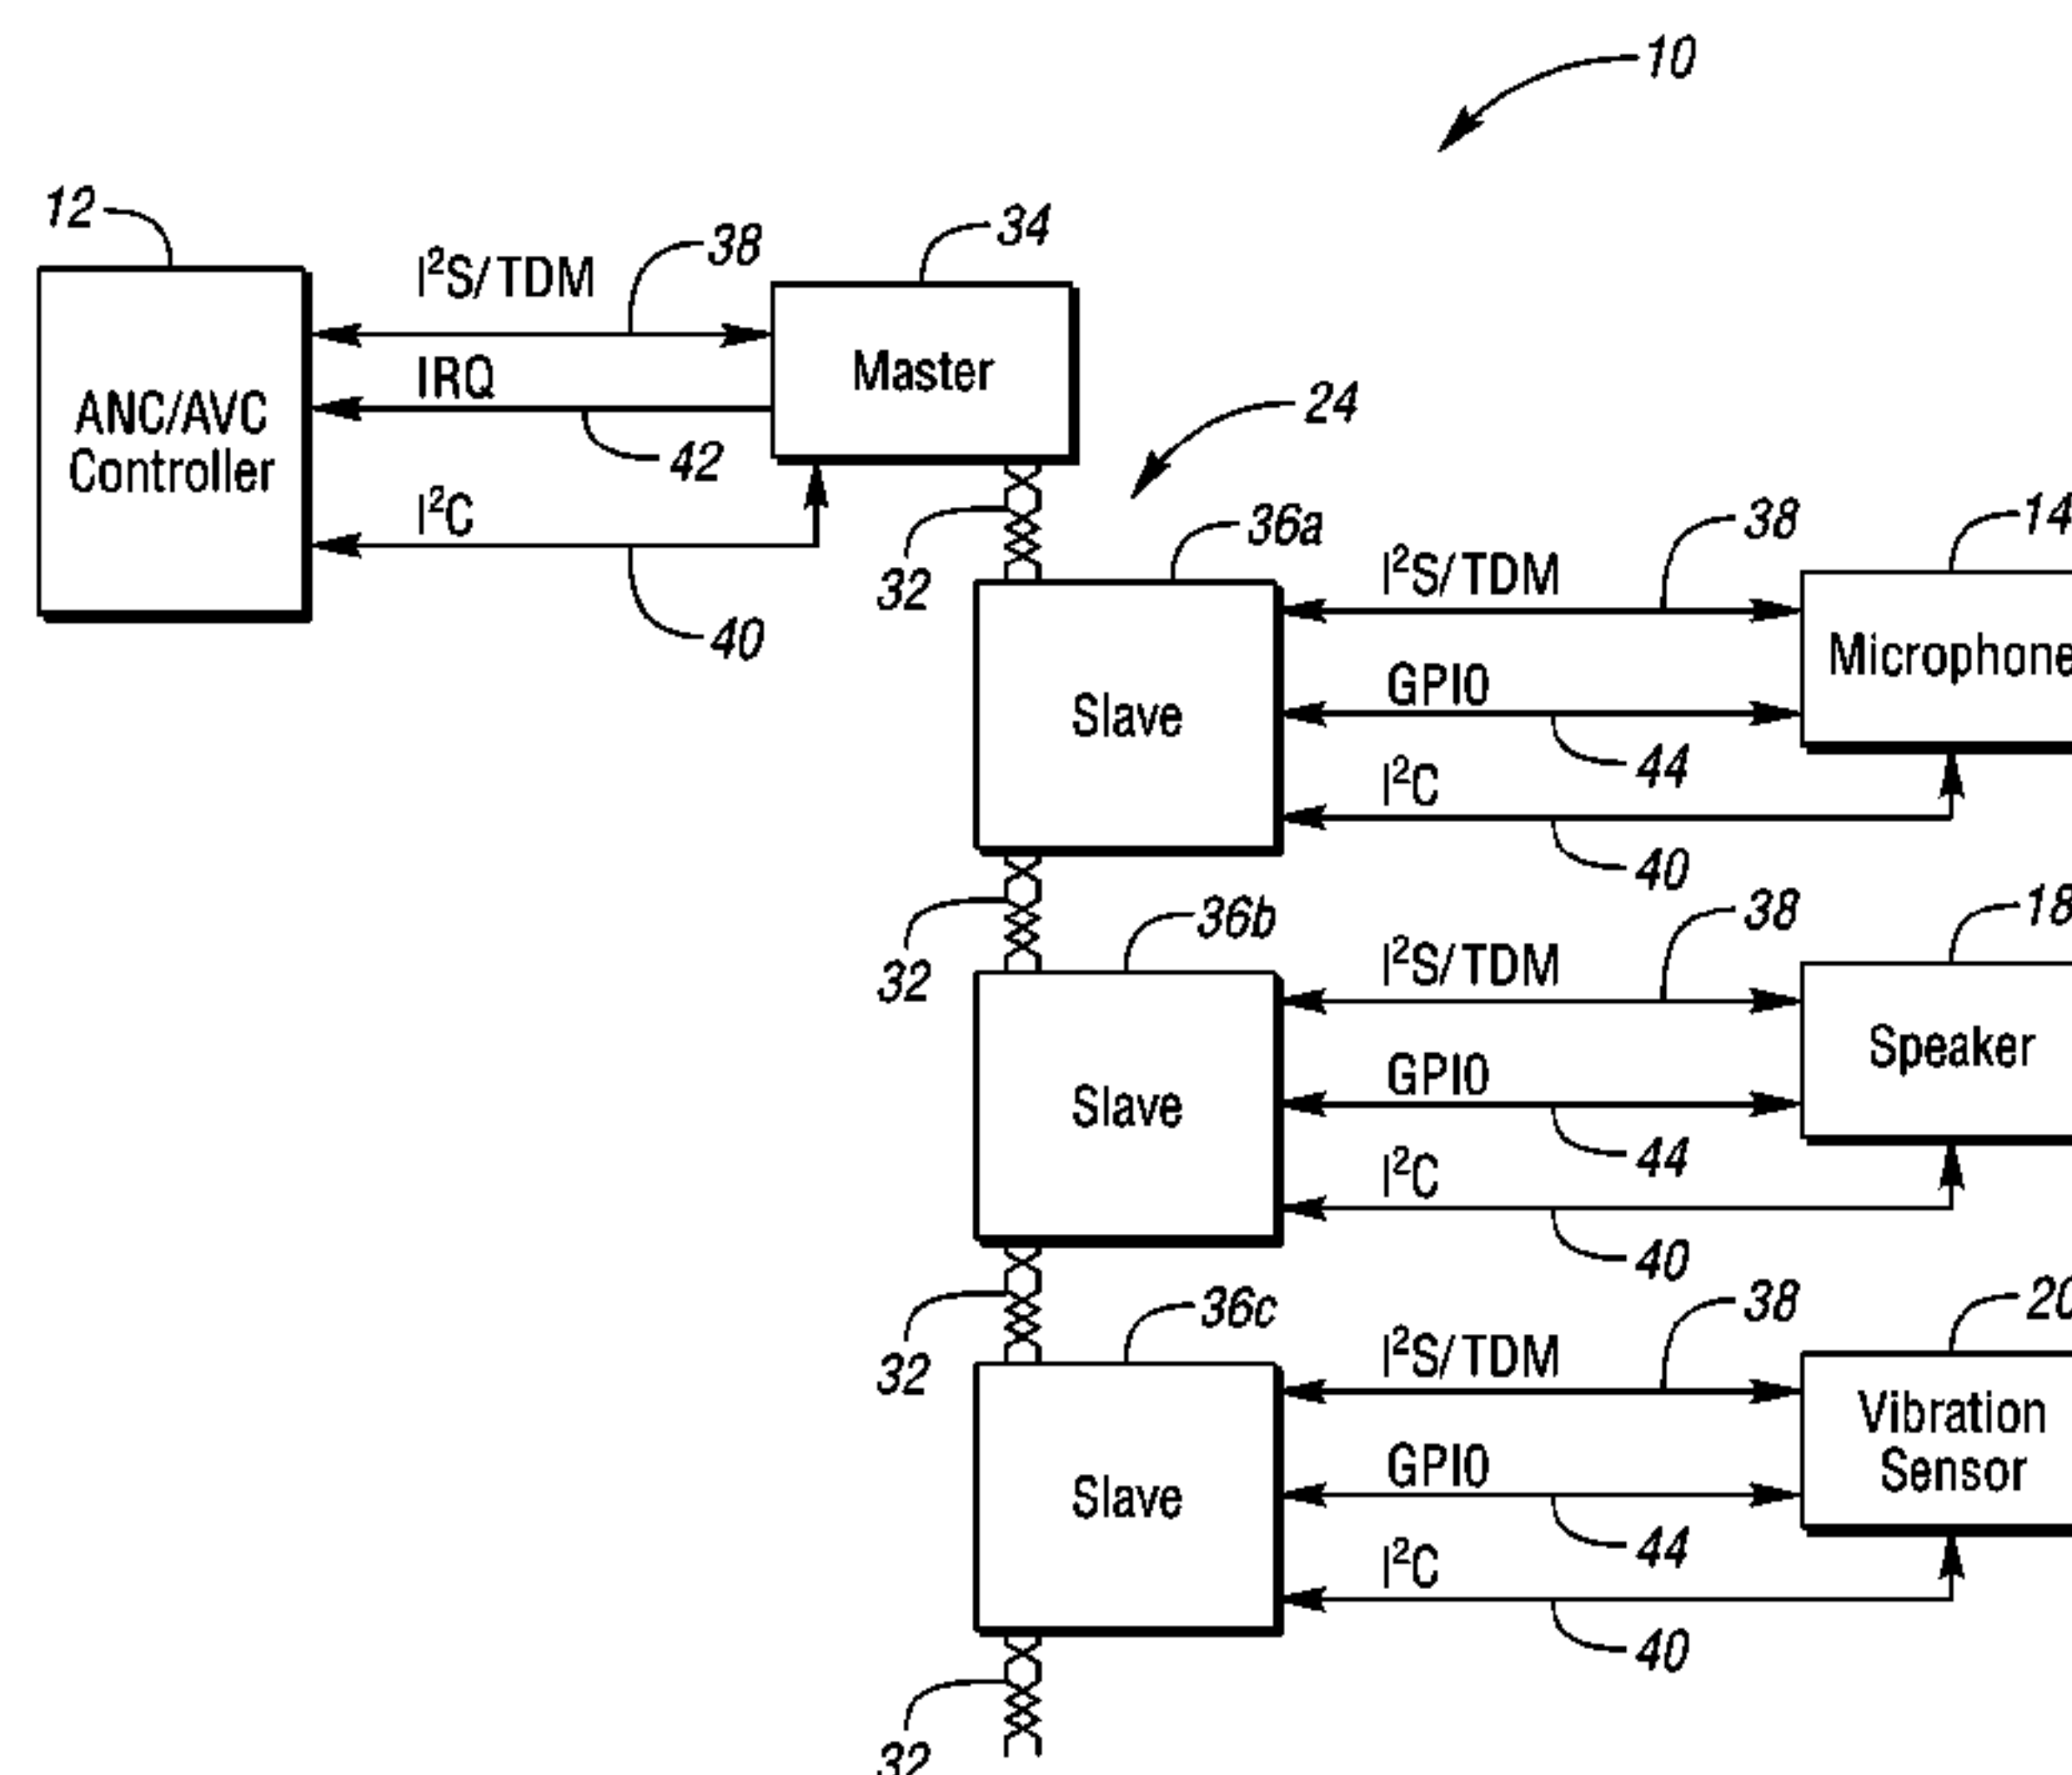 10
12
34
38
I²S/TDM
IRQ
Master
ANC/AVC
Controller
42
24
I²C
40
32
36a
38
14
I²S/TDM
Microphone
GPIO
Slave
44
I²C
40
32
36b
38
18
I²S/TDM
Speaker
GPIO
Slave
44
I²C
40
32
36c
38
20
I²S/TDM
Vibration
Sensor
GPIO
Slave
44
I²C
40
32